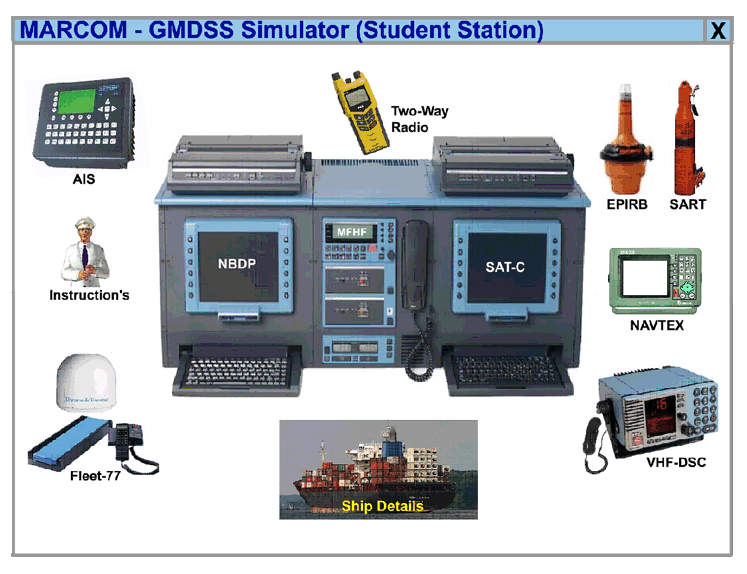 MARCOM - GMDSS Simulator (Student Station)
X
Two-Way
Radio
AIS
EPIRB
SART
MFHF
NBDP
SAT-C
Instruction's
NAVTEX
16
Fleet-77
Ship Details
VHF-DSC